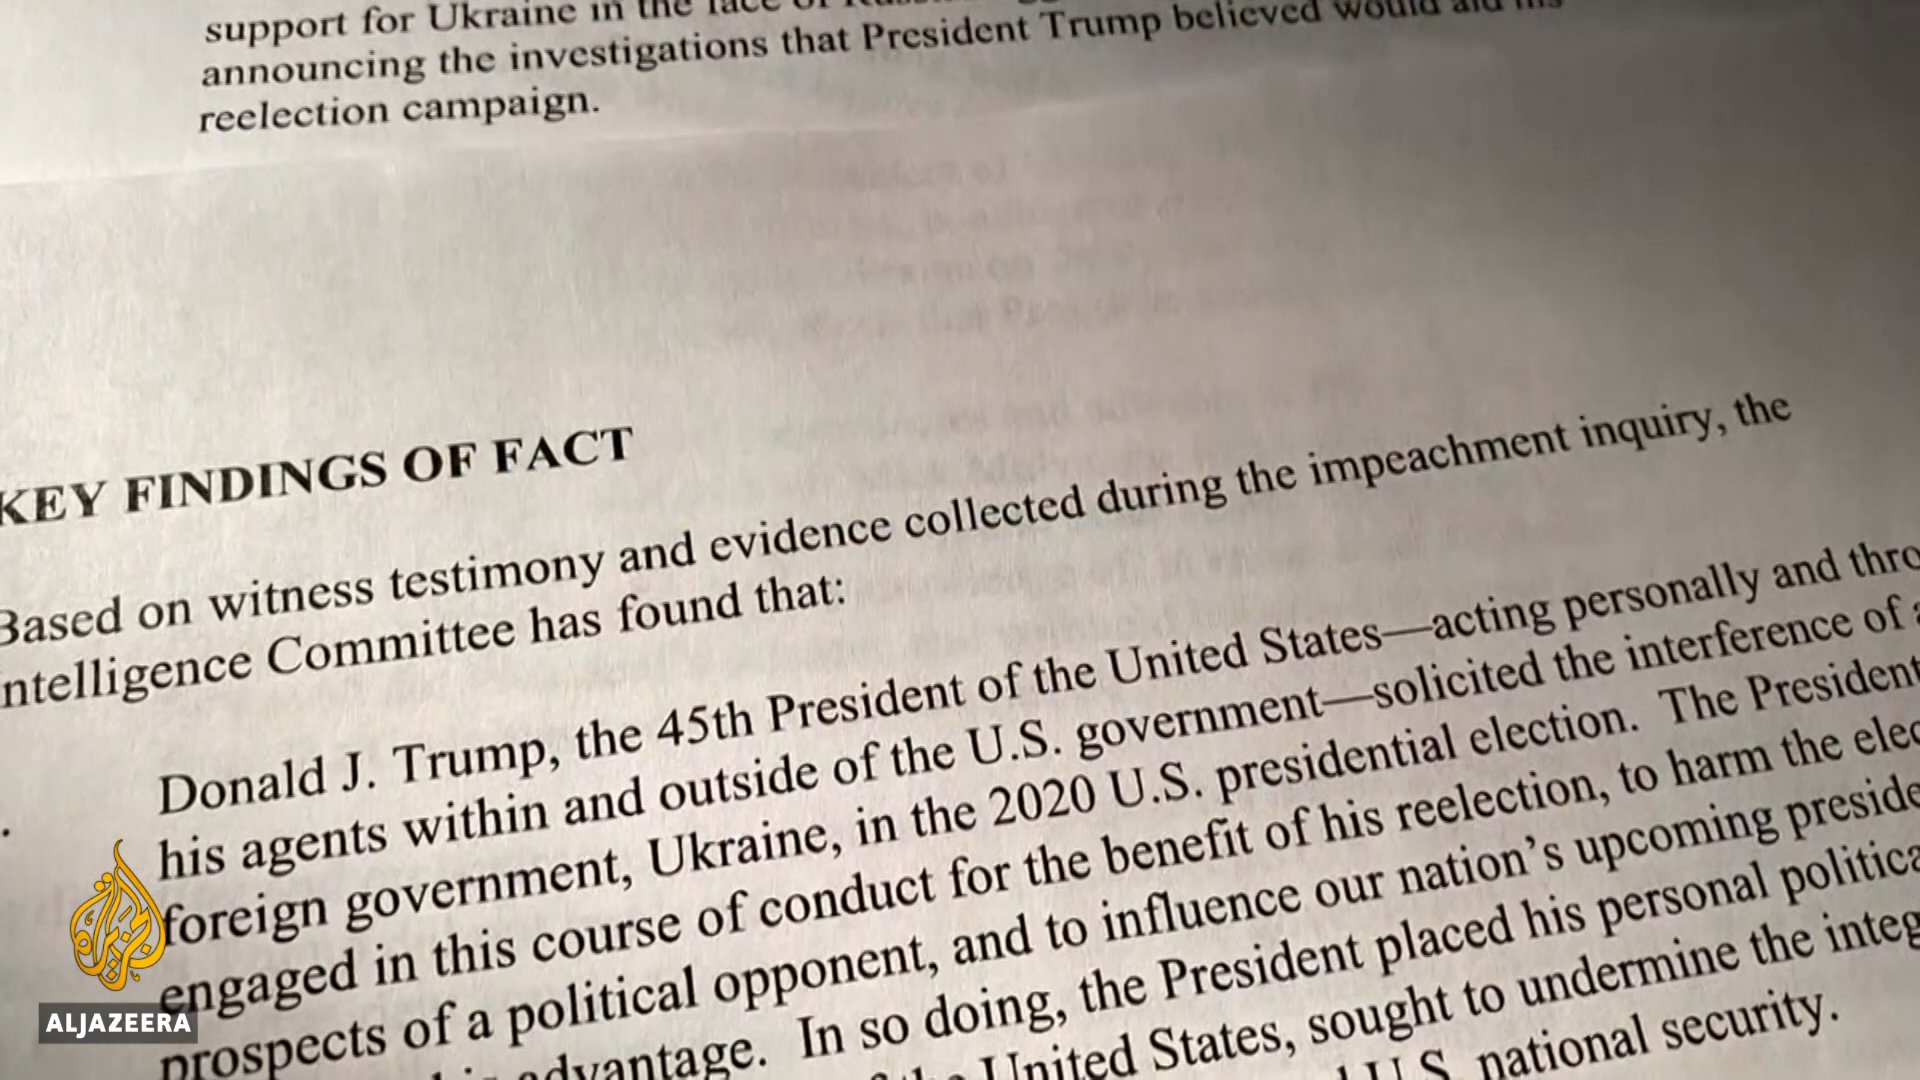 support for Ukraine in the face of
announcing the investigations that President Trump believed would aid his
reelection campaign.
KEY FINDINGS OF FACT
Based on witness testimony and evidence collected during the impeachment inquiry, the
Intelligence Committee has found that:
Donald J. Trump, the 45th President of the United States—acting personally and thro
his agents within and outside of the U.S. government—solicited the interference of a
foreign government, Ukraine, in the 2020 U.S. presidential election. The President
engaged in this course of conduct for the benefit of his reelection, to harm the elec
prospects of a political opponent, and to influence our nation's upcoming preside
advantage. In so doing, the President placed his personal politica
United States, sought to undermine the integ
U.S. national security.
ALJAZEERA